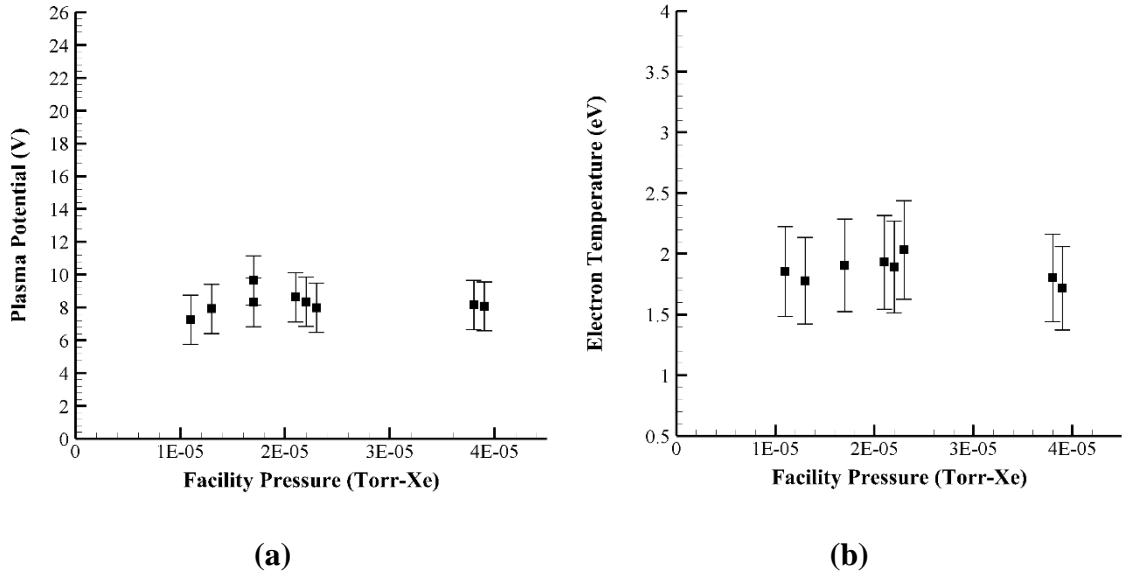 26
24
22
20
18
16
14
12
10
8
6
4
2
0
Plasma Potential (V)
0 1E-05 2E-05 3E-05 4E-05
Facility Pressure (Torr-Xe)
(a)
4
3.5
3
2.5
2
1.5
1
0.5
Electron Temperature (eV)
0 1E-05 2E-05 3E-05 4E-05
Facility Pressure (Torr-Xe)
(b)